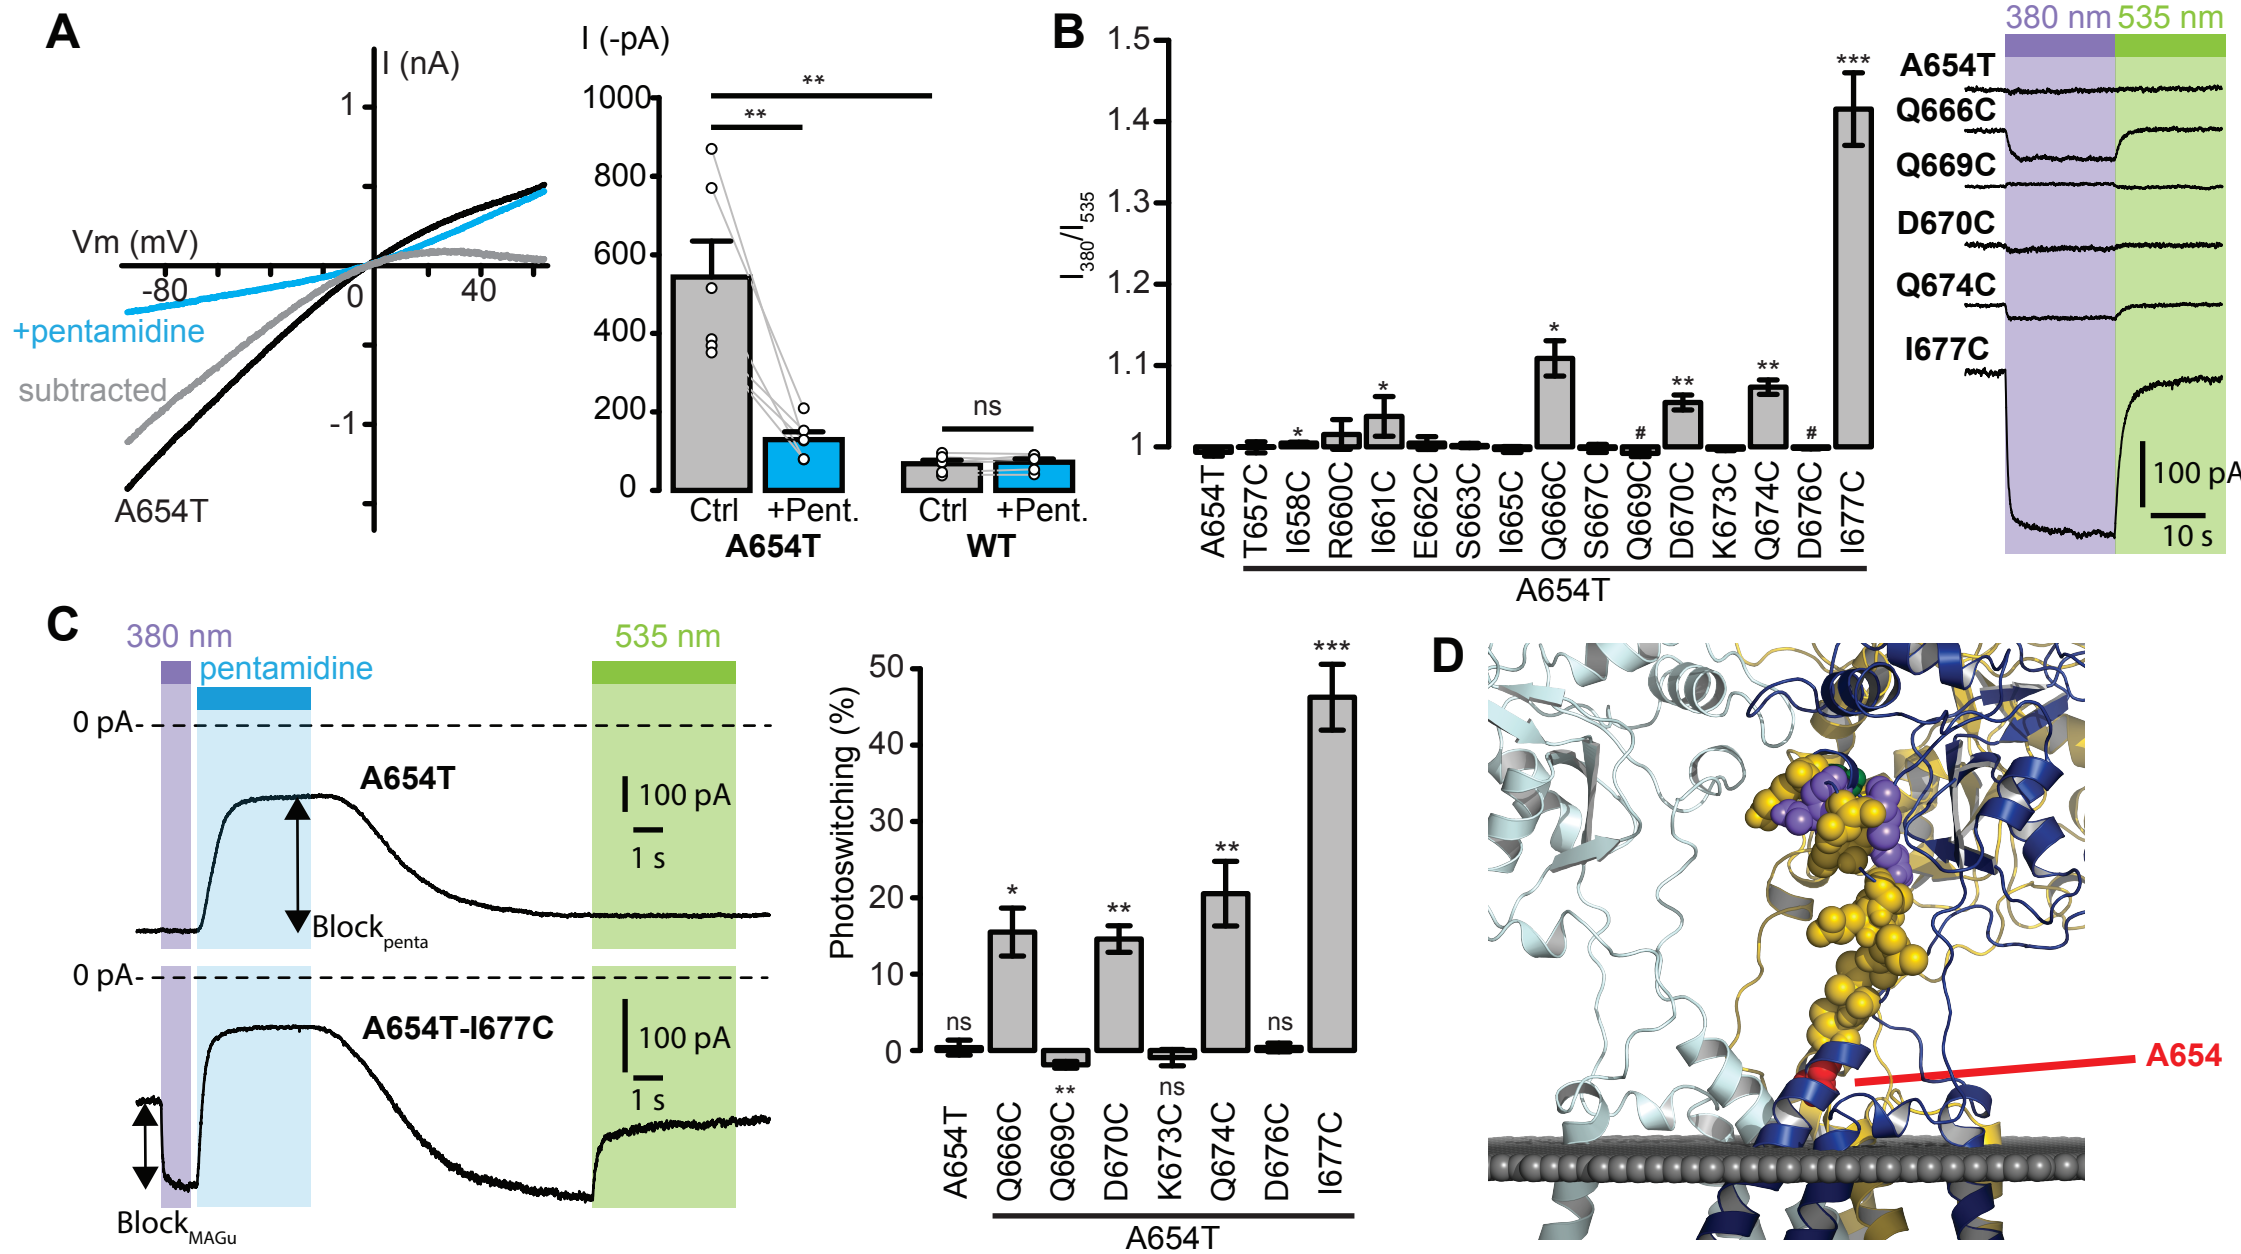 A
I (nA)
1
Vm (mV)
-80
0
40
+pentamidine
subtracted
-1
A654T
I (-pA)
**
**
1000
800
600
400
200
0
ns
Ctrl
+Pent.
Ctrl
+Pent.
A654T
WT
B
1.5
1.4
1.3
1.2
1.1
1
I380/I535
*
*
*
#
**
**
#
***
A654T
T657C
I658C
R660C
I661C
E662C
S663C
I665C
Q666C
S667C
Q669C
D670C
K673C
Q674C
D676C
I677C
A654T
380 nm
535 nm
A654T
Q666C
Q669C
D670C
Q674C
I677C
100 pA
10 s
C
380 nm
535 nm
pentamidine
0 pA
A654T
100 pA
1 s
Blockpenta
0 pA
A654T-I677C
100 pA
1 s
BlockMAGu
Photoswitching (%)
50
40
30
20
10
0
ns
*
**
**
ns
**
ns
***
A654T
Q666C
Q669C
D670C
K673C
Q674C
D676C
I677C
A654T
D
A654